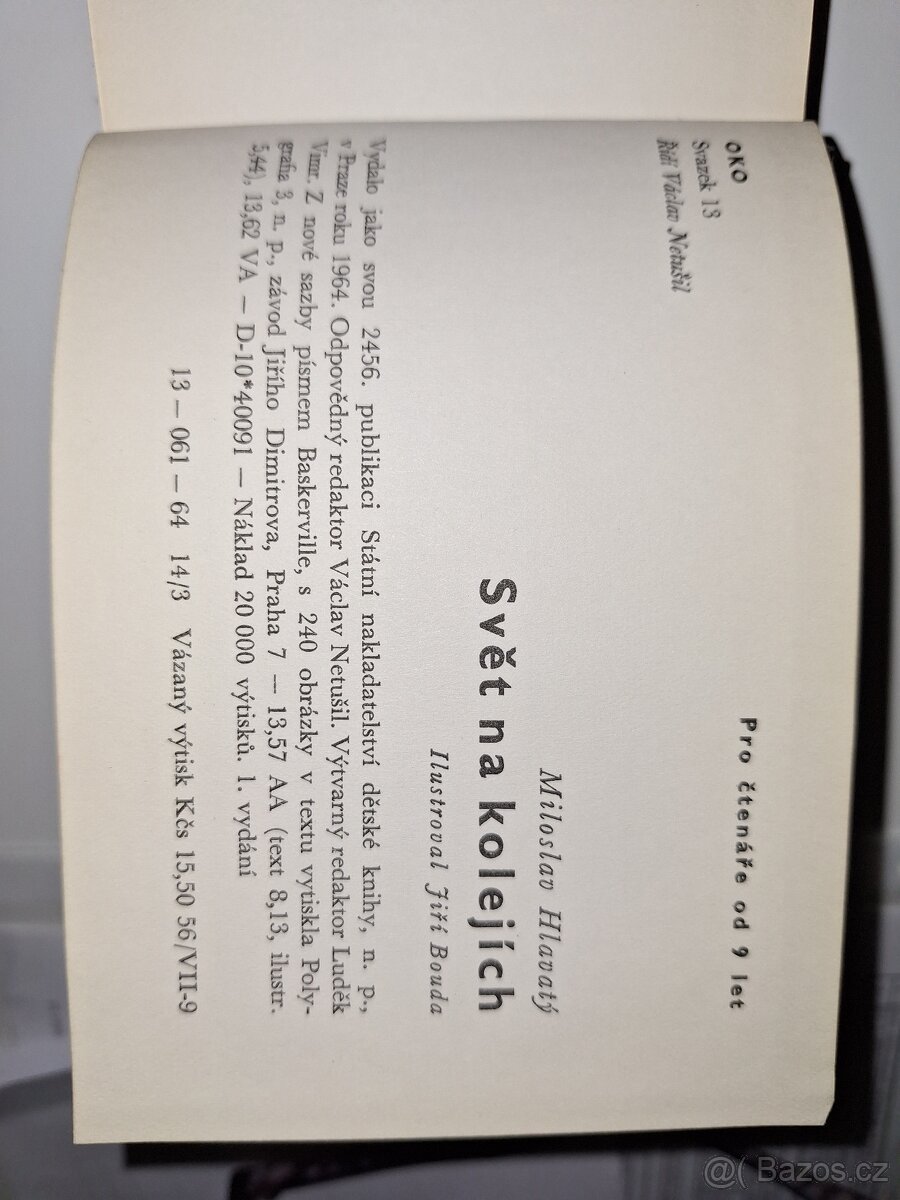 OKO
Svazek 13
Řídí Václav Netušil
Pro čtenáře od 9 let
Miloslav Hlavatý
Svět na kolejích
Ilustroval Jiří Bouda
Vydalo jako svou 2456. publikaci Státní nakladatelství dětské knihy, n. p.,
v Praze roku 1964. Odpovědný redaktor Václav Netušil. Výtvarný redaktor Luděk
Vimr. Z nové sazby písmem Baskerville, s 240 obrázky v textu vytiskla Poly-
grafia 3, n. p., závod Jiřího Dimitrova, Praha 7 — 13,57 AA (text 8,13, ilustr.
5,44), 13,62 VA — D-10*40091 — Náklad 20 000 výtisků. 1. vydání
13 — 061 — 64 14/3 Vázaný výtisk Kčs 15,50 56/VII-9
@( Bazos.cz